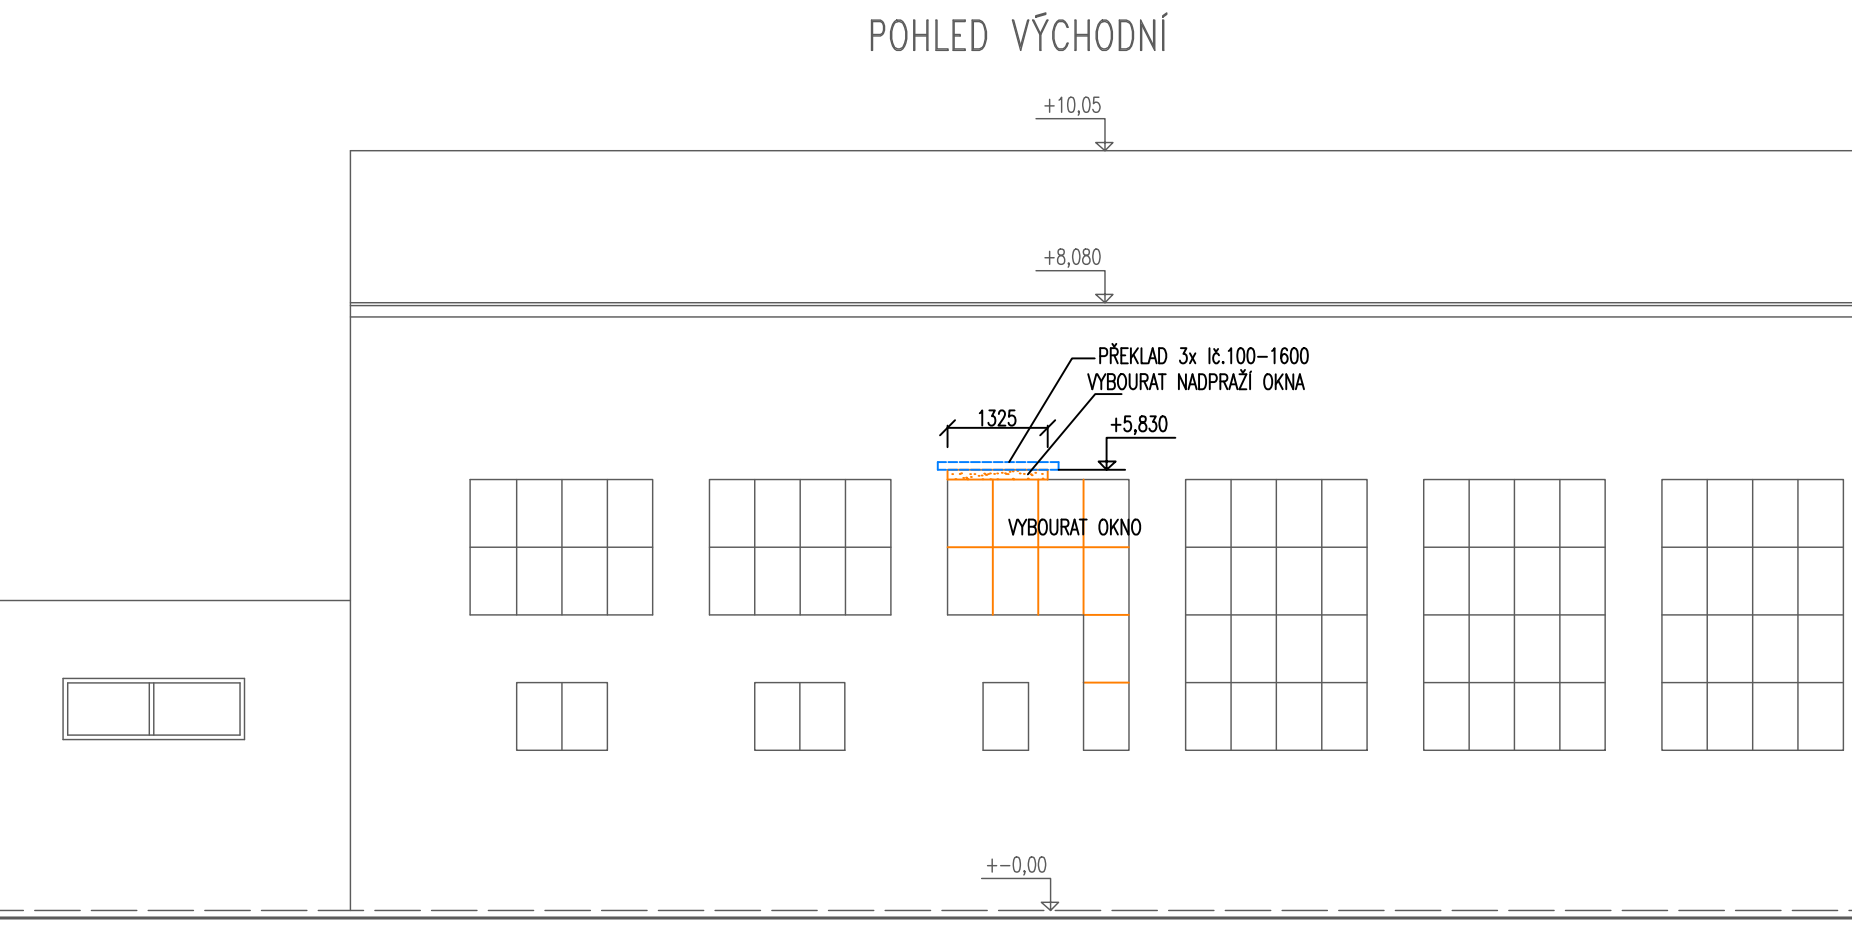 POHLED VÝCHODNÍ
+10,05
+8,080
PŘEKLAD 3x Ič.100-1600
VYBOURAT NADPRAŽÍ OKNA
1325
+5,830
VYBOURAT OKNO
+-0,00